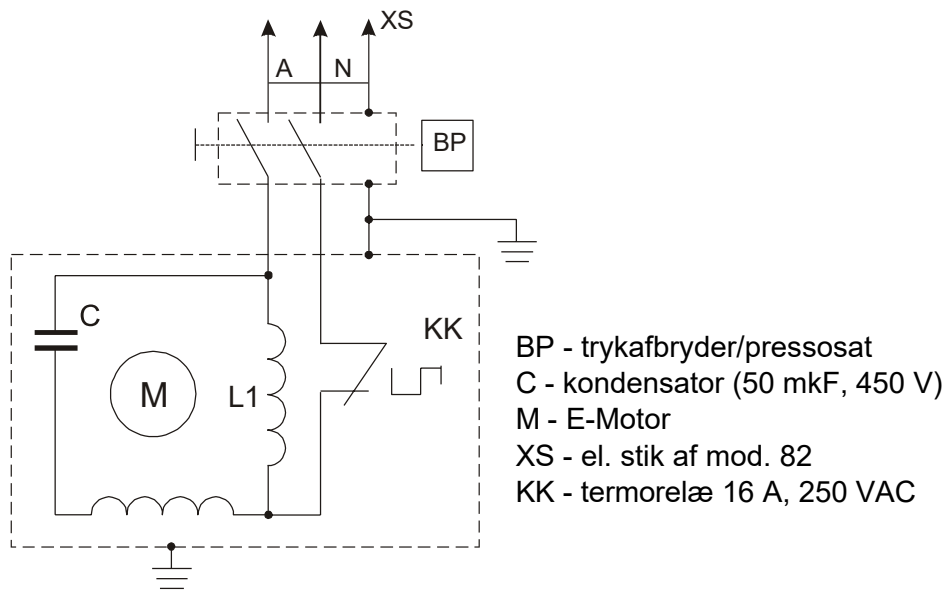 XS
A N
BP
C
KK
M
L1
BP - trykafbryder/pressosat
C - kondensator (50 mkF, 450 V)
M - E-Motor
XS - el. stik af mod. 82
KK - termorelæ 16 A, 250 VAC